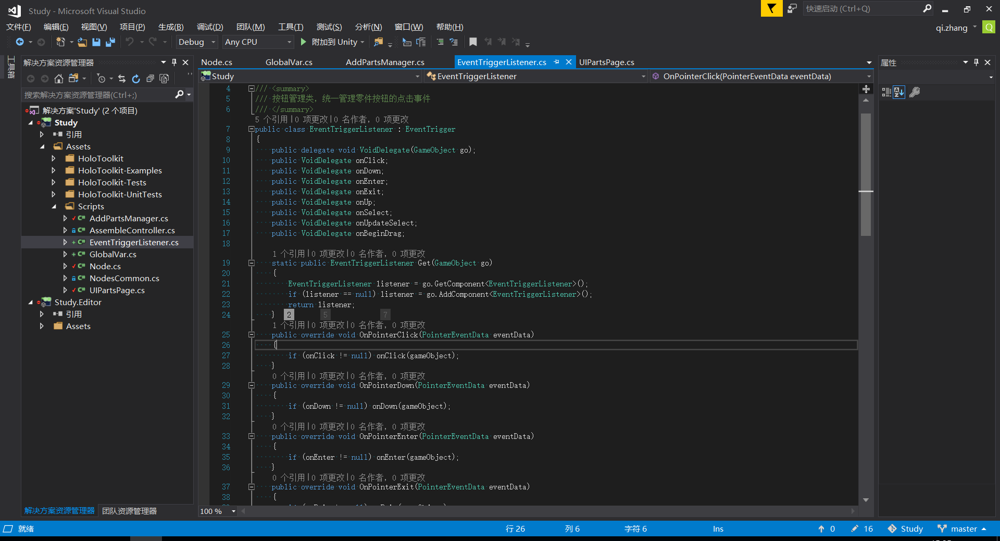 Study - Microsoft Visual Studio
快速启动 (Ctrl+Q)
文件(F) 编辑(E) 视图(V) 项目(P) 生成(B) 调试(D) 团队(M) 工具(T) 测试(S) 分析(N) 窗口(W) 帮助(H)
qi.zhang Q
Debug Any CPU 附加到 Unity
工具箱
解决方案资源管理器
搜索解决方案资源管理器(Ctrl+;)
解决方案'Study' (2 个项目)
Study
引用
Assets
HoloToolkit
HoloToolkit-Examples
HoloToolkit-Tests
HoloToolkit-UnitTests
Scripts
C# AddPartsManager.cs
C# AssembleController.cs
+ C# EventTriggerListener.cs
+ C# GlobalVar.cs
C# Node.cs
C# NodesCommon.cs
C# UIPartsPage.cs
Study.Editor
引用
Assets
解决方案资源管理器 团队资源管理器
Node.cs GlobalVar.cs AddPartsManager.cs EventTriggerListener.cs UIPartsPage.cs
Study EventTriggerListener OnPointerClick(PointerEventData eventData)
4 /// <summary>
5 /// 按钮管理类，统一管理零件按钮的点击事件
6 /// </summary>
5 个引用|0 项更改|0 名作者，0 项更改
7 public class EventTriggerListener : EventTrigger
8 {
9 public delegate void VoidDelegate(GameObject go);
10 public VoidDelegate onClick;
11 public VoidDelegate onDown;
12 public VoidDelegate onEnter;
13 public VoidDelegate onExit;
14 public VoidDelegate onUp;
15 public VoidDelegate onSelect;
16 public VoidDelegate onUpdateSelect;
17 public VoidDelegate onBeginDrag;
18
1 个引用|0 项更改|0 名作者，0 项更改
19 static public EventTriggerListener Get(GameObject go)
20 {
21 EventTriggerListener listener = go.GetComponent<EventTriggerListener>();
22 if (listener == null) listener = go.AddComponent<EventTriggerListener>();
23 return listener;
24 } 2 5 7
1 个引用|0 项更改|0 名作者，0 项更改
25 public override void OnPointerClick(PointerEventData eventData)
26 {
27 if (onClick != null) onClick(gameObject);
28 }
0 个引用|0 项更改|0 名作者，0 项更改
29 public override void OnPointerDown(PointerEventData eventData)
30 {
31 if (onDown != null) onDown(gameObject);
32 }
0 个引用|0 项更改|0 名作者，0 项更改
33 public override void OnPointerEnter(PointerEventData eventData)
34 {
35 if (onEnter != null) onEnter(gameObject);
36 }
0 个引用|0 项更改|0 名作者，0 项更改
37 public override void OnPointerExit(PointerEventData eventData)
38 {
100 %
属性
就绪 行 26 列 6 字符 6 Ins 0 16 Study master